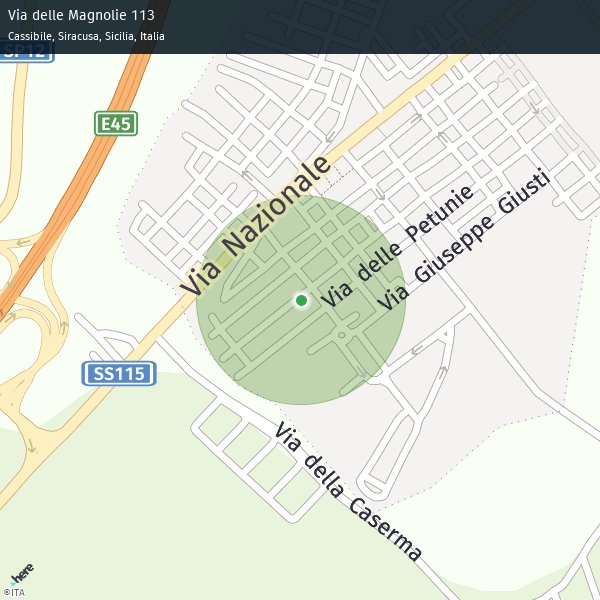 Via delle Magnolie 113
Cassibile, Siracusa, Sicilia, Italia
SP12
E45
Via Nazionale
Via delle Petunie
Via Giuseppe Giusti
SS115
Via della Caserma
here
©ITA